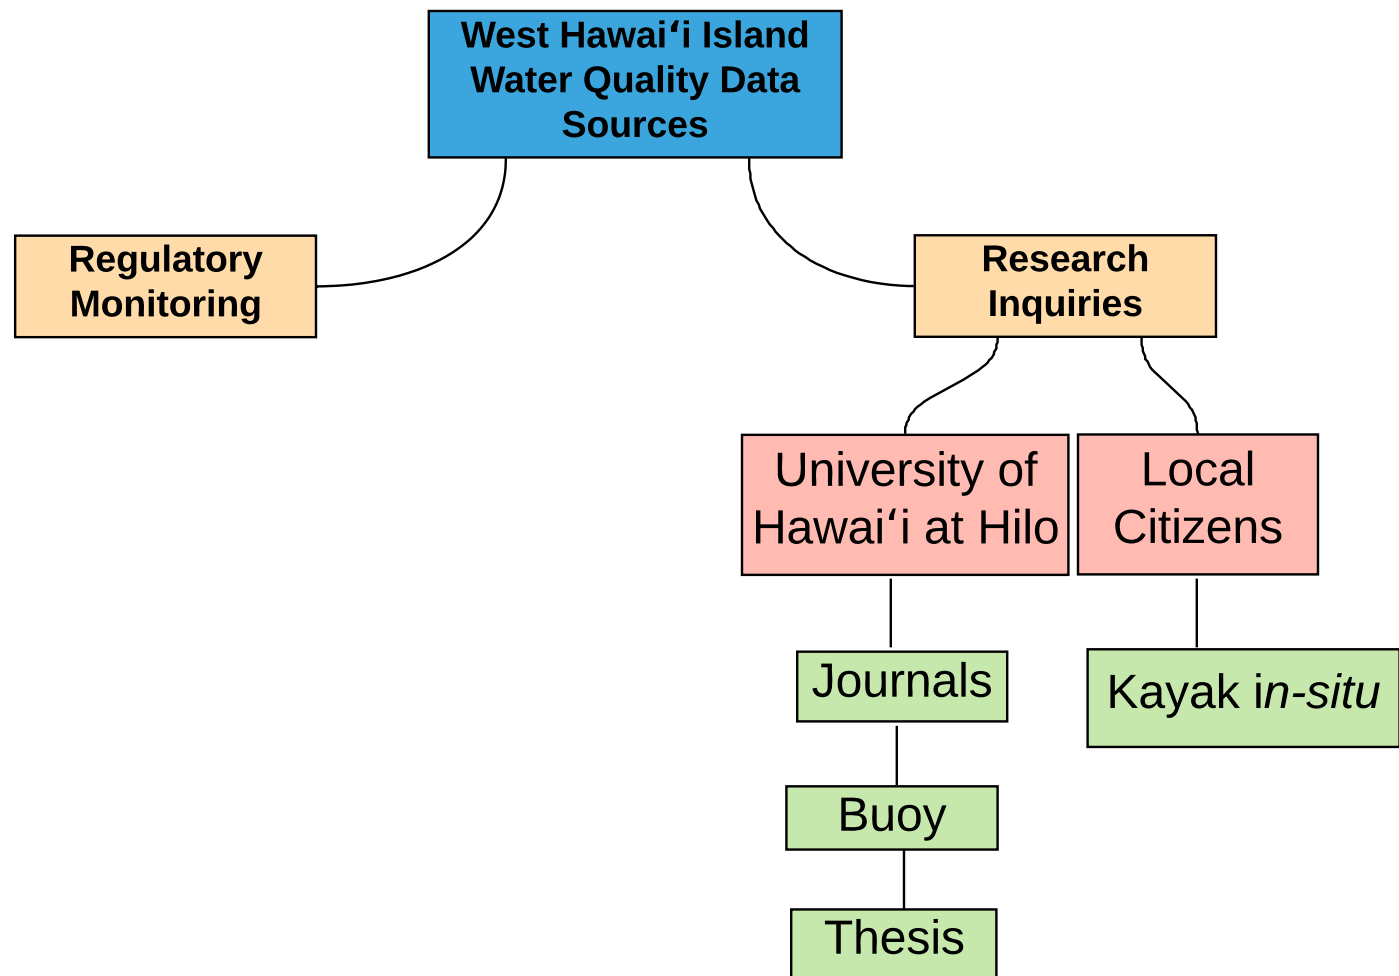 West Hawaiʻi Island
Water Quality Data
Sources
Regulatory
Monitoring
Research
Inquiries
University of
Hawaiʻi at Hilo
Local
Citizens
Journals
Kayak in-situ
Buoy
Thesis